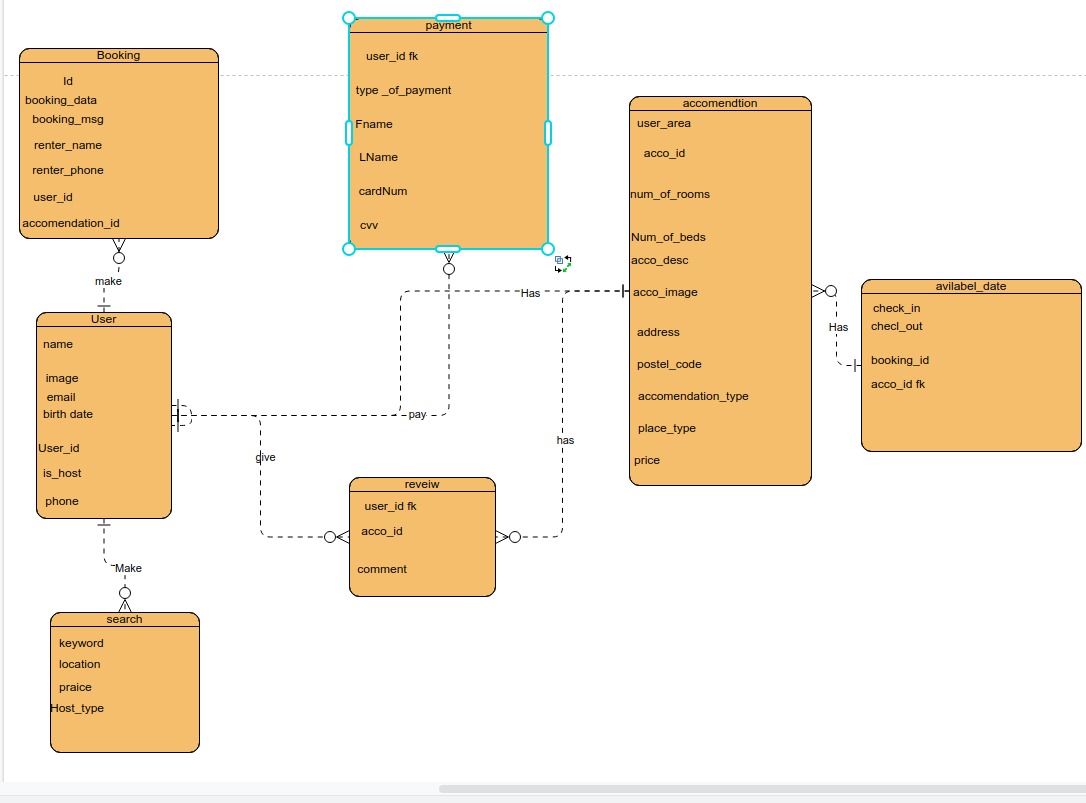 Booking
Id
booking_data
booking_msg
renter_name
renter_phone
user_id
accomendation_id
payment
user_id fk
type _of_payment
Fname
LName
cardNum
cvv
accomendtion
user_area
acco_id
num_of_rooms
Num_of_beds
acco_desc
acco_image
address
postel_code
accomendation_type
place_type
price
avilabel_date
check_in
checl_out
booking_id
acco_id fk
make
Has
Has
User
name
image
email
birth date
User_id
is_host
phone
pay
give
has
reveiw
user_id fk
acco_id
comment
Make
search
keyword
location
praice
Host_type